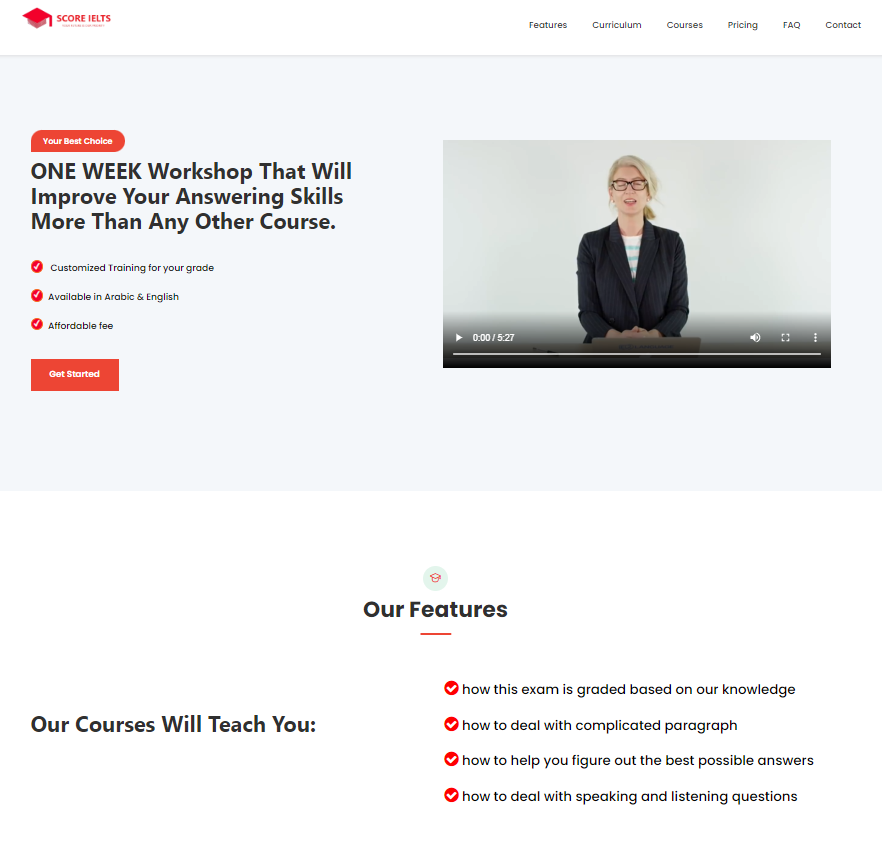 SCORE IELTS
Features
Curriculum
Courses
Pricing
FAQ
Contact
Your Best Choice
ONE WEEK Workshop That Will
Improve Your Answering Skills
More Than Any Other Course.
Customized Training for your grade
Available in Arabic & English
Affordable fee
Get Started
0:00 / 5:27
Our Features
Our Courses Will Teach You:
how this exam is graded based on our knowledge
how to deal with complicated paragraph
how to help you figure out the best possible answers
how to deal with speaking and listening questions